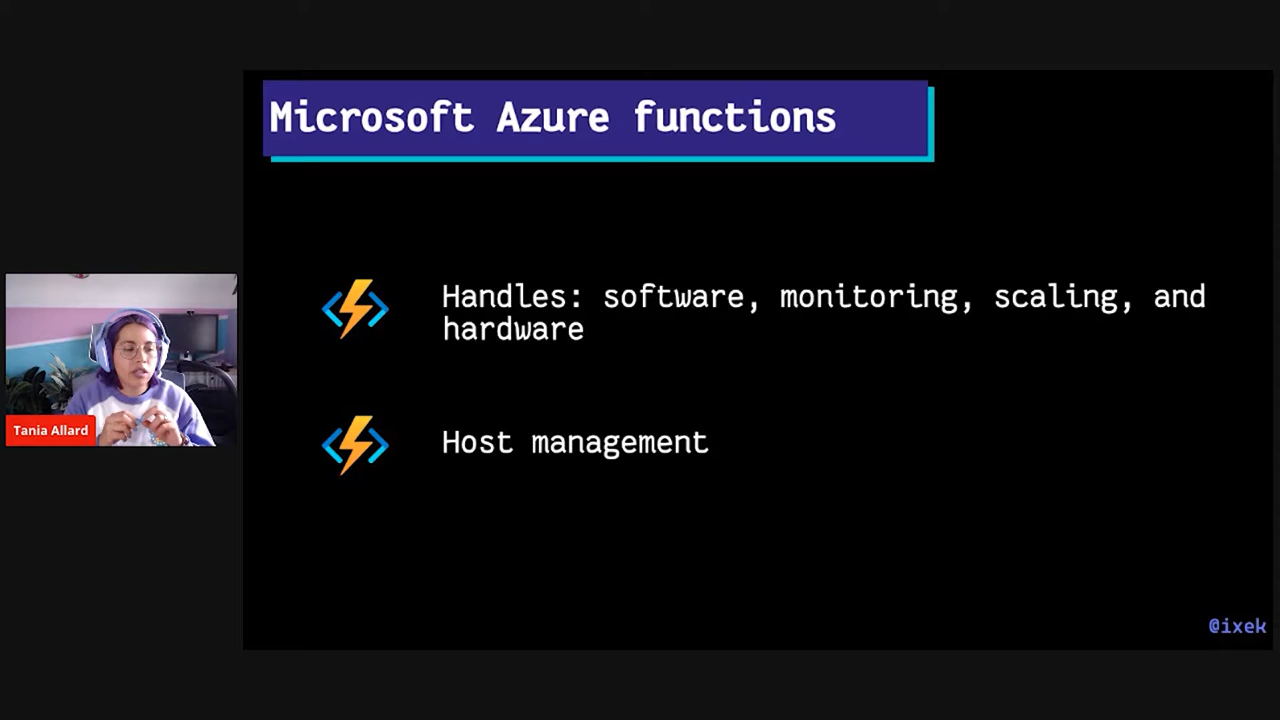 Microsoft Azure functions
Handles: software, monitoring, scaling, and
hardware
Host management
Tania Allard
@ixek